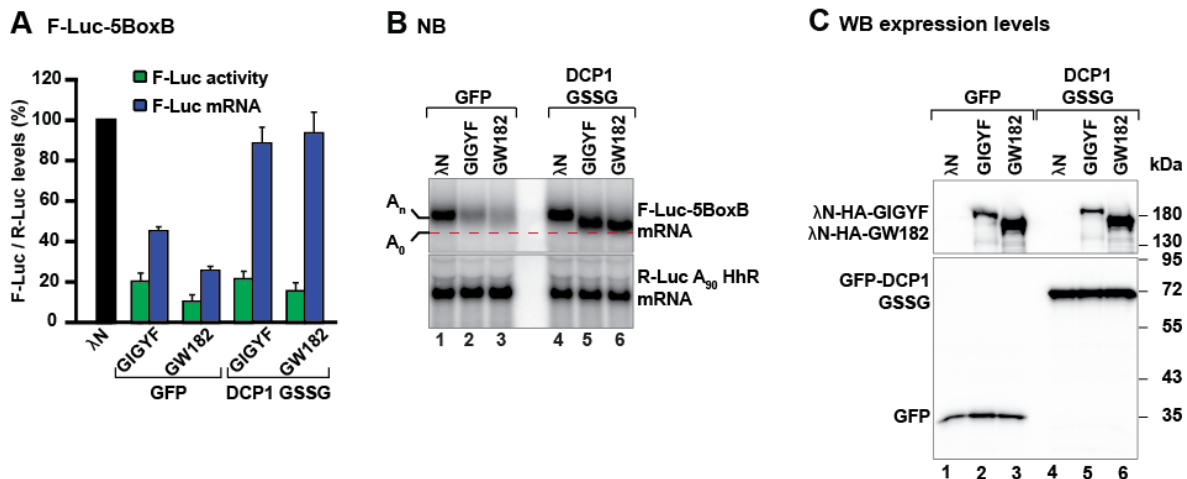 A F-Luc-5BoxB
F-Luc / R-Luc levels (%)
120
100
80
60
40
20
0
F-Luc activity
F-Luc mRNA
λN
GIGYF
GW182
GIGYF
GW182
GFP
DCP1 GSSG
B NB
GFP
DCP1
GSSG
λN
GIGYF
GW182
λN
GIGYF
GW182
An
A0
F-Luc-5BoxB
mRNA
R-Luc A90 HhR
mRNA
1 2 3 4 5 6
C WB expression levels
GFP
DCP1
GSSG
λN
GIGYF
GW182
λN
GIGYF
GW182
kDa
λN-HA-GIGYF
λN-HA-GW182
GFP-DCP1
GSSG
GFP
180
130
95
72
55
43
35
1 2 3 4 5 6